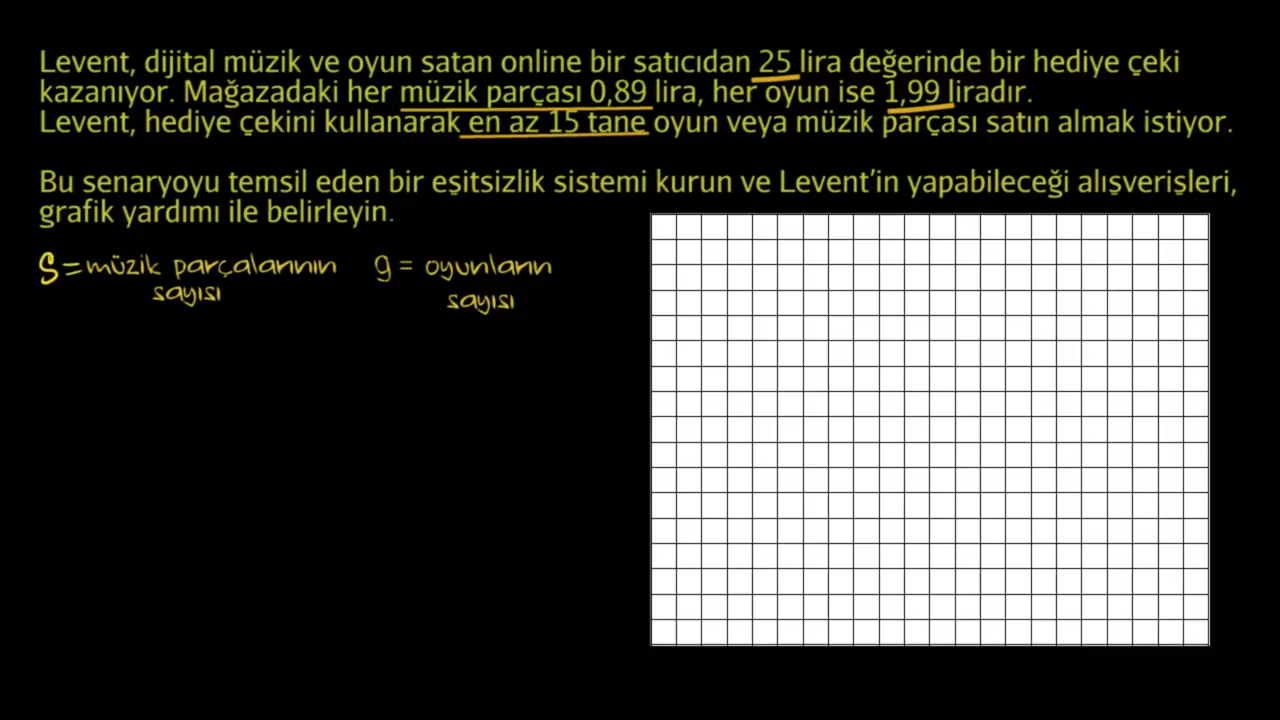 Levent, dijital müzik ve oyun satan online bir satıcıdan 25 lira değerinde bir hediye çeki
kazanıyor. Mağazadaki her müzik parçası 0,89 lira, her oyun ise 1,99 liradır.
Levent, hediye çekini kullanarak en az 15 tane oyun veya müzik parçası satın almak istiyor.
Bu senaryoyu temsil eden bir eşitsizlik sistemi kurun ve Levent'in yapabileceği alışverişleri,
grafik yardımı ile belirleyin.
S = müzik parçalarının sayısı
g = oyunların sayısı